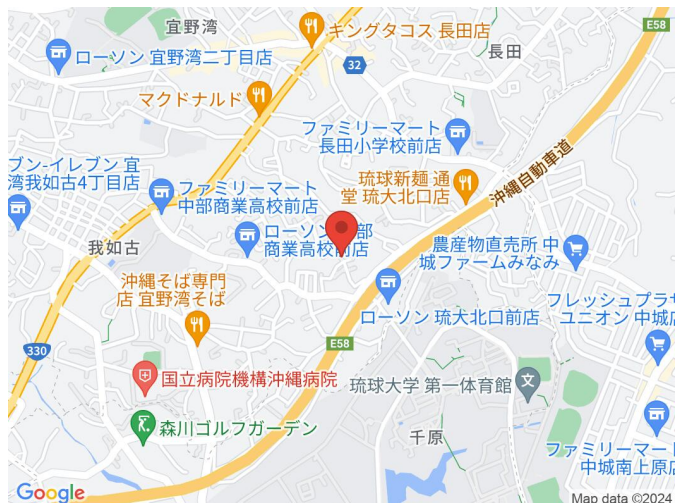 宜野湾
キングタコス 長田店
ローソン 宜野湾二丁目店
32
長田
E58
マクドナルド
ファミリーマート
長田小学校前店
ブン-イレブン 宜
湾我如古4丁目店
ファミリーマート
中部商業高校前店
琉球新麺 通
堂 琉大北口店
沖縄自動車道
我如古
ローソン 部
商業高校前店
農産物直売所 中
城ファームみなみ
沖縄そば専門
店 宜野湾そば
ローソン 琉大北口前店
フレッシュプラザ
ユニオン 中城店
330
E58
国立病院機構沖縄病院
琉球大学 第一体育館
文
森川ゴルフガーデン
千原
ファミリーマート
中城南上原店
Google
Map data ©2024